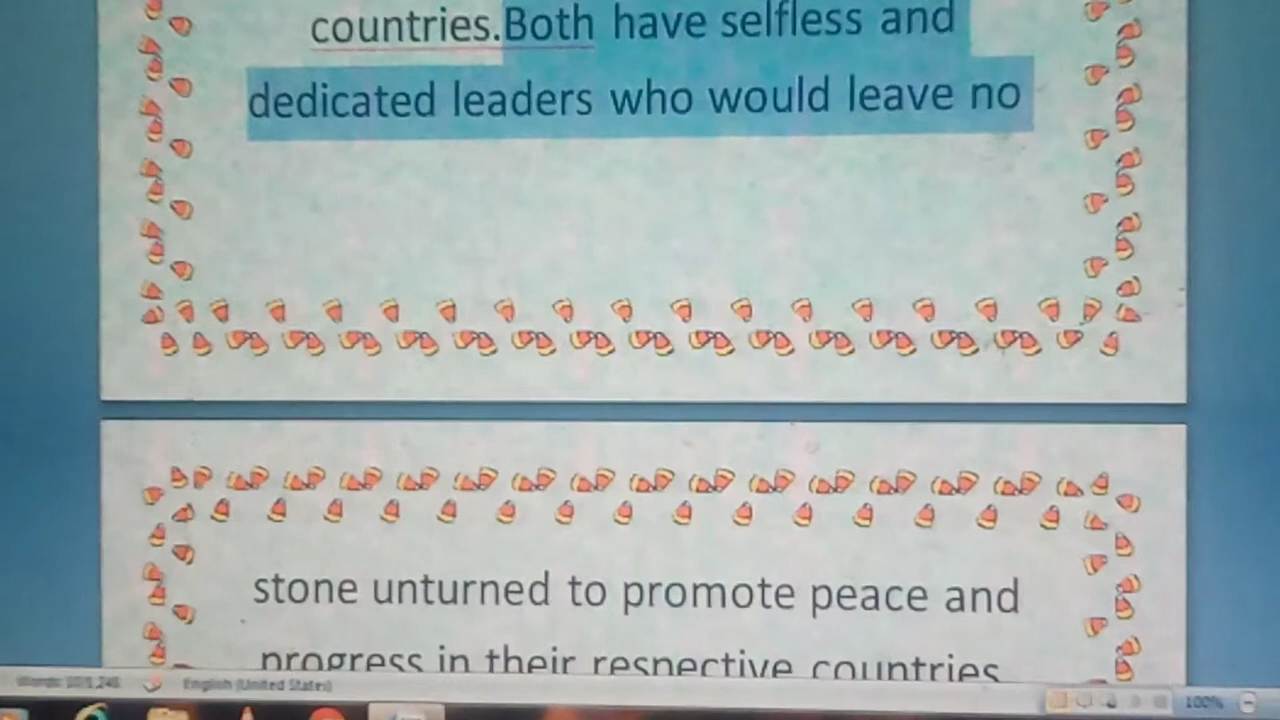 countries.Both have selfless and
dedicated leaders who would leave no
stone unturned to promote peace and
progress in their respective countries
English (United States)
100%